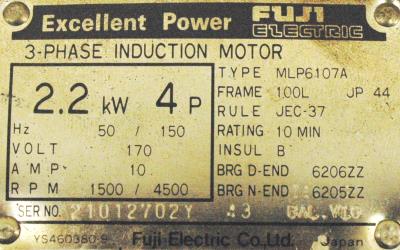 Excellent Power FUJI ELECTRIC
3-PHASE INDUCTION MOTOR
2.2 kW 4 P
Hz 50 / 150
VOLT 170
AMP 10
RPM 1500 / 4500
TYPE MLP6107A
FRAME 100L JP 44
RULE JEC-37
RATING 10 MIN
INSUL B
BRG D-END 6206ZZ
BRG N-END 6205ZZ
SER NO. 21012702Y
YS460380-9 Fuji Electric Co., Ltd. Japan